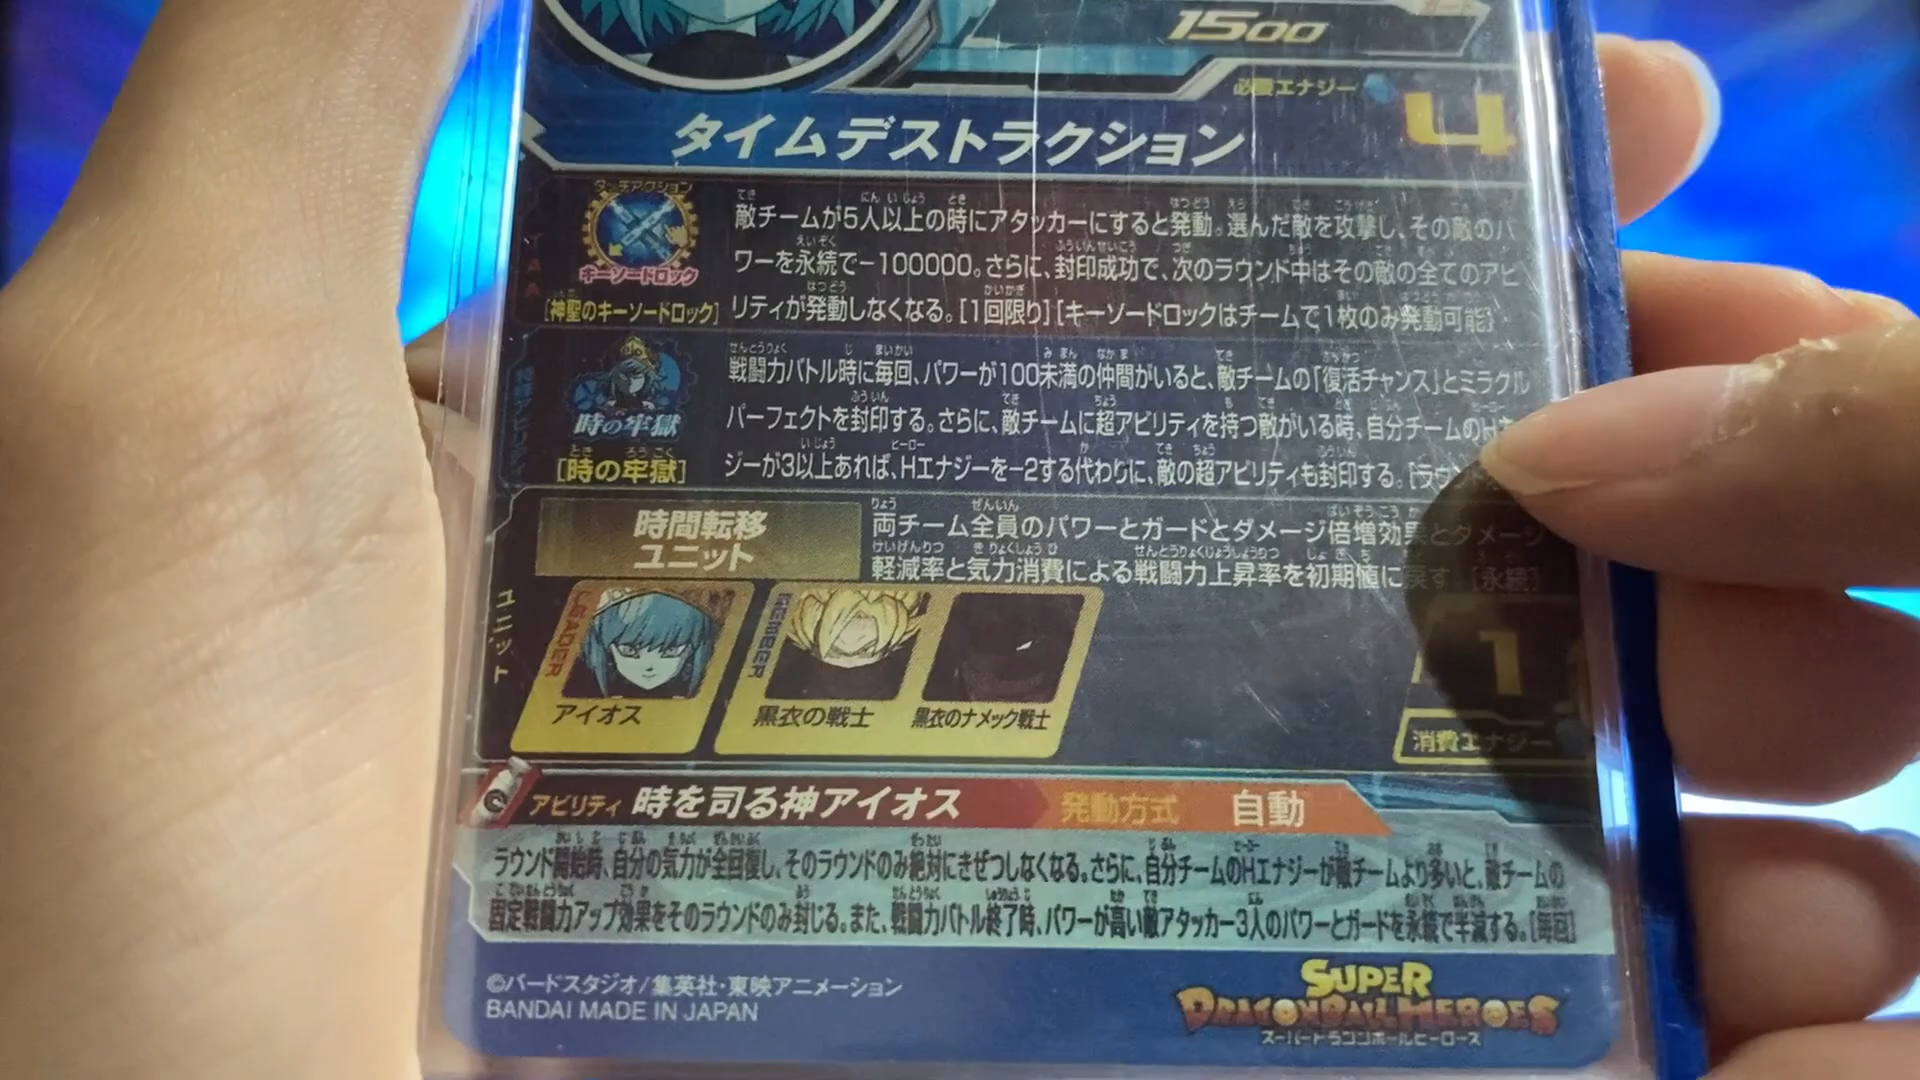 1500
必要エナジー
4
タイムデストラクション
敵チームが5人以上の時にアタッカーにすると発動。選んだ敵を攻撃し、その敵のパ
ワーを永続で-100000。さらに、封印成功で、次のラウンド中はその敵の全てのアビ
リティが発動しなくなる。[1回限り][キーソードロックはチームで1枚のみ発動可能]
キーソードロック
[神聖のキーソードロック]
戦闘力バトル時に毎回、パワーが100未満の仲間がいると、敵チームの「復活チャンス」とミラクル
パーフェクトを封印する。さらに、敵チームに超アビリティを持つ敵がいる時、自分チームのH
ジーが3以上あれば、Hエナジーを-2する代わりに、敵の超アビリティも封印する。
時の牢獄
[時の牢獄]
時間転移
ユニット
両チーム全員のパワーとガードとダメージ倍増効果とダメージ
軽減率と気力消費による戦闘力上昇率を初期値に戻す。[永続]
ユニット
LEADER
アイオス
MEMBER
黒衣の戦士
黒衣のナメック戦士
1
消費エナジー
アビリティ 時を司る神アイオス 発動方式 自動
ラウンド開始時、自分の気力が全回復し、そのラウンドのみ絶対にきぜつしなくなる。さらに、自分チームのHエナジーが敵チームより多いと、敵チームの
固定戦闘力アップ効果をそのラウンドのみ封じる。また、戦闘力バトル終了時、パワーが高い敵アタッカー3人のパワーとガードを永続で半減する。[毎回]
©バードスタジオ/集英社・東映アニメーション
BANDAI MADE IN JAPAN
SUPER
DRAGONBALL HEROES
スーパードラゴンボールヒーローズ